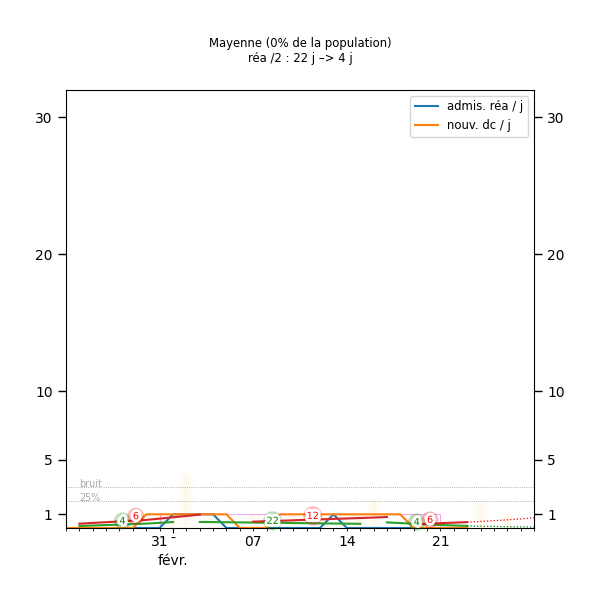 Mayenne (0% de la population)
réa /2 : 22 j –> 4 j
admis. réa / j
nouv. dc / j
30 30
20 20
10 10
5 5
bruit
25%
1 4 6 22 12 4 6 1
31 - 07 14 21
févr.